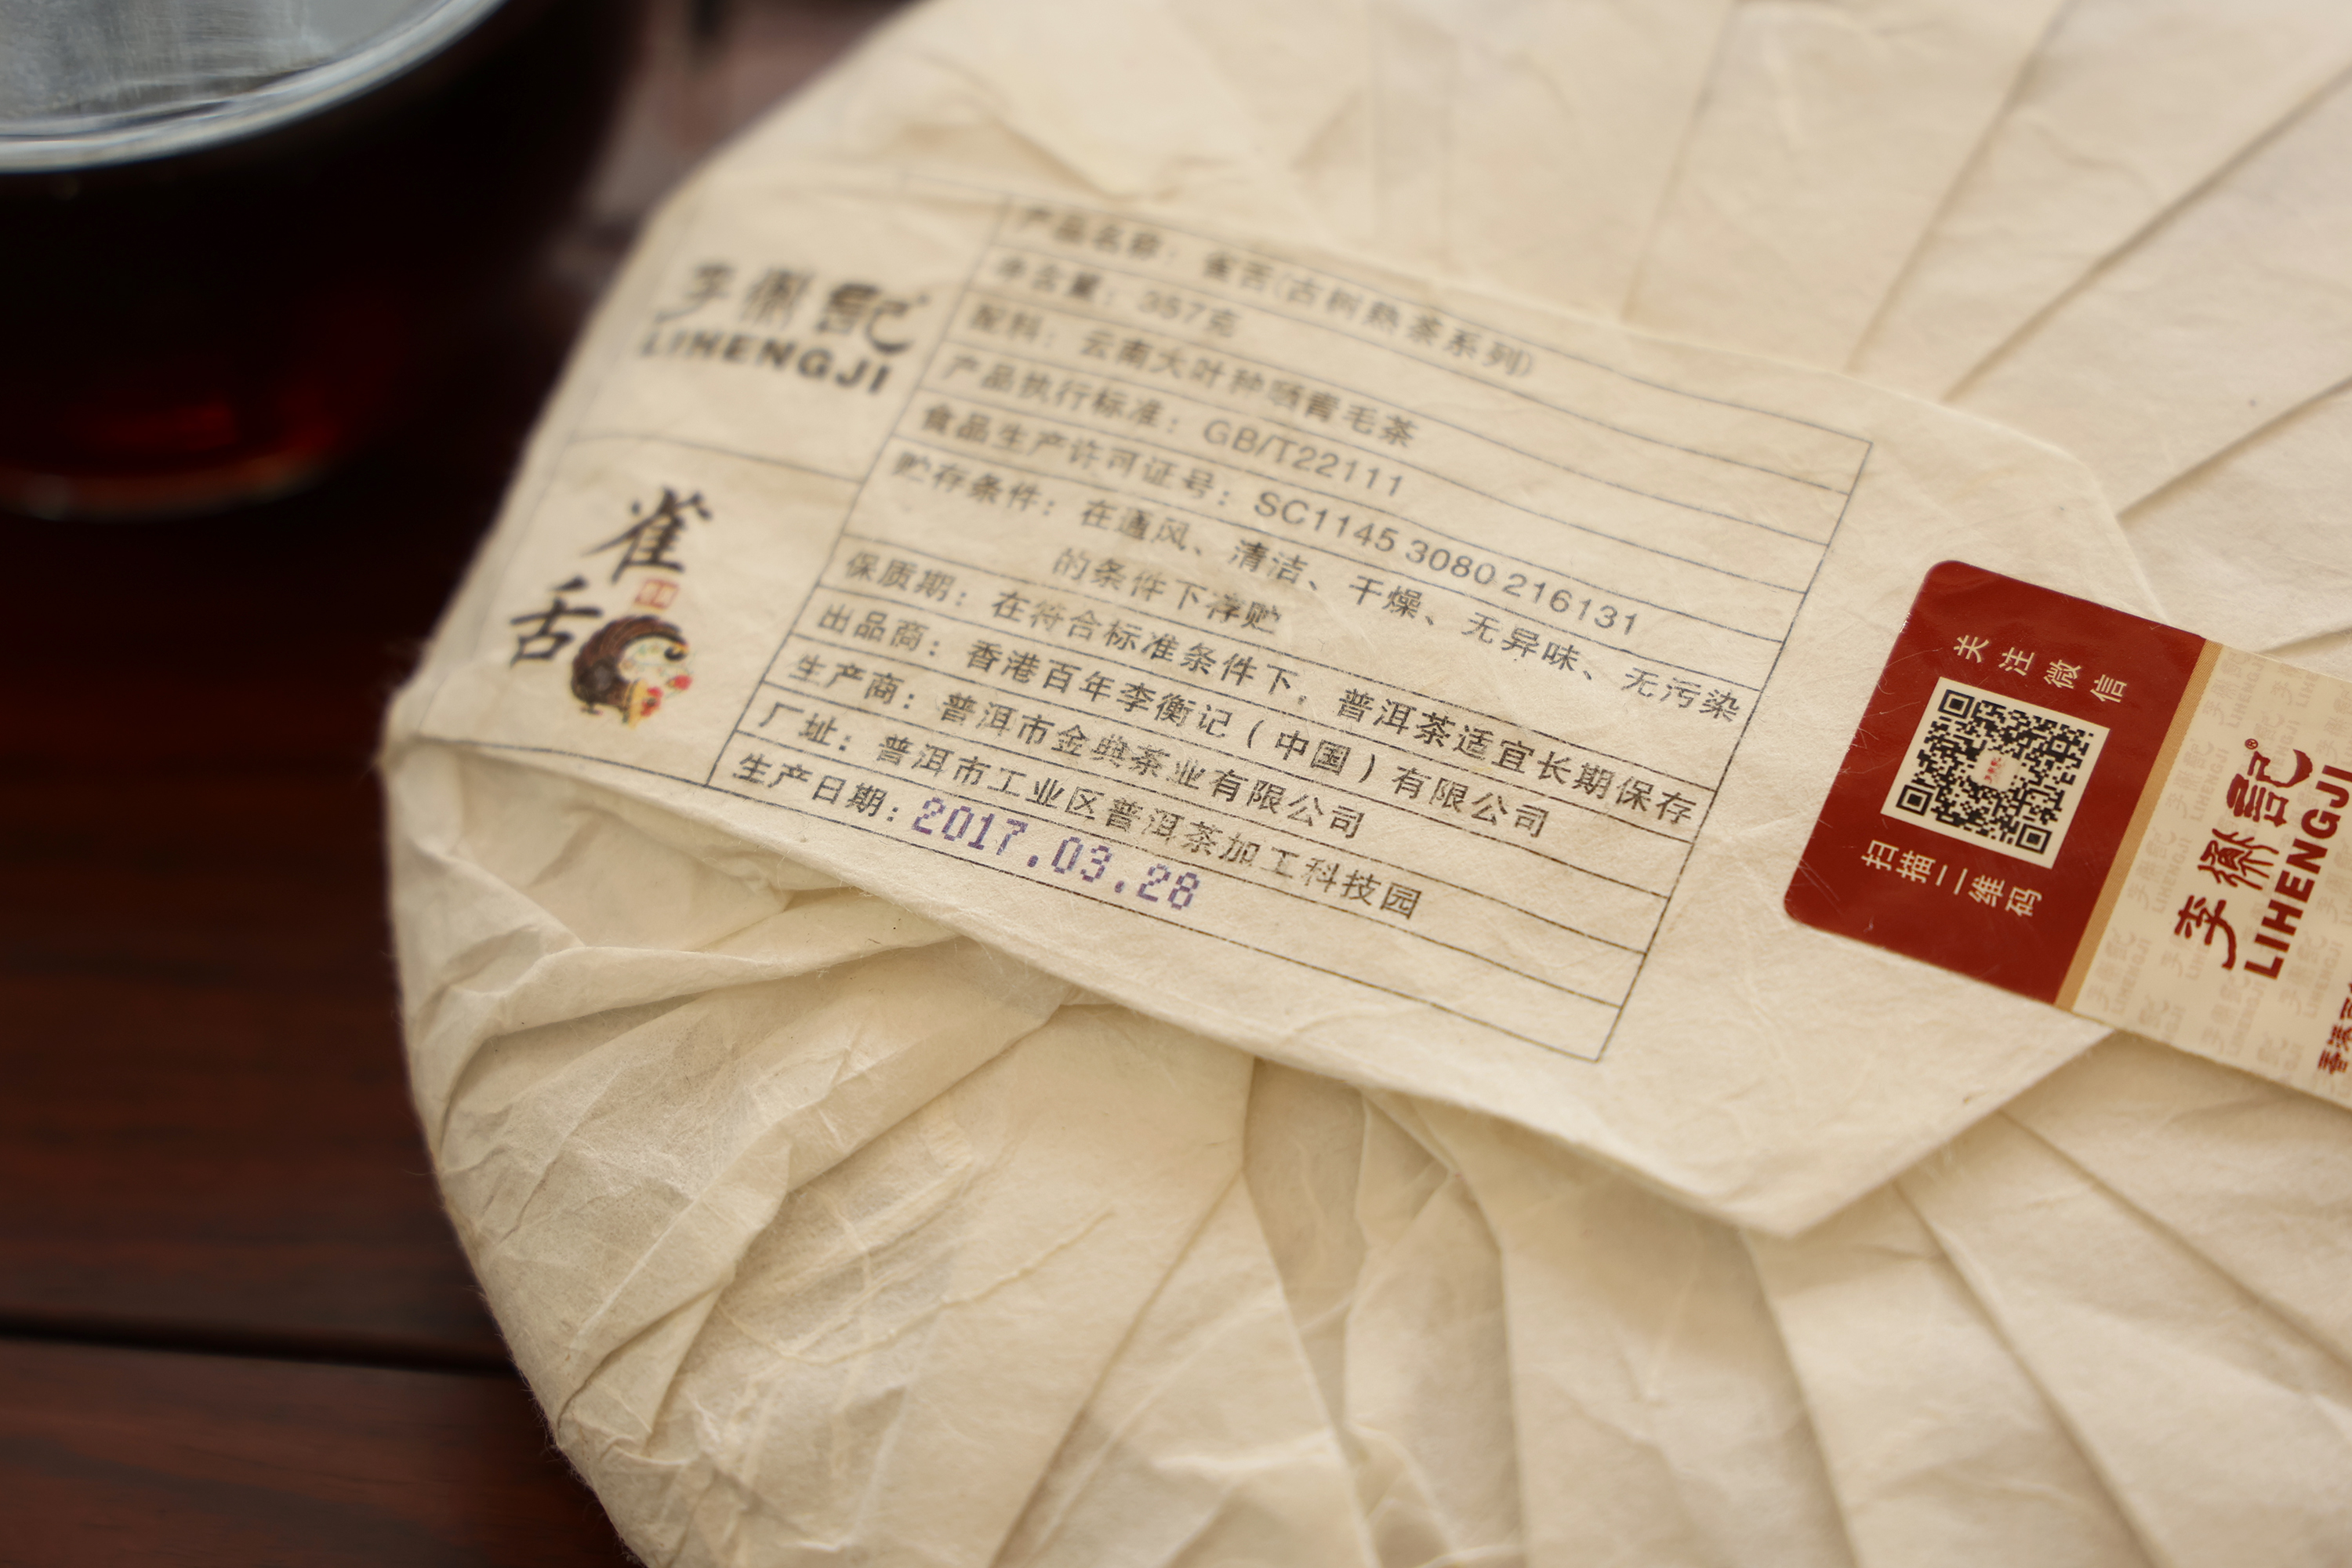 李衡記
LIHENGJI
雀舌
产品名称：雀舌(古树熟茶系列)
净含量：357克
配料：云南大叶种晒青毛茶
产品执行标准：GB/T22111
食品生产许可证号：SC1145 3080 216131
贮存条件：在通风、清洁、干燥、无异味、无污染
的条件下存贮
保质期：在符合标准条件下，普洱茶适宜长期保存
出品商：香港百年李衡记（中国）有限公司
生产商：普洱市金典茶业有限公司
厂址：普洱市工业区普洱茶加工科技园
生产日期：2017.03.28
关注微信
扫描二维码
李衡記®
LIHENGJI